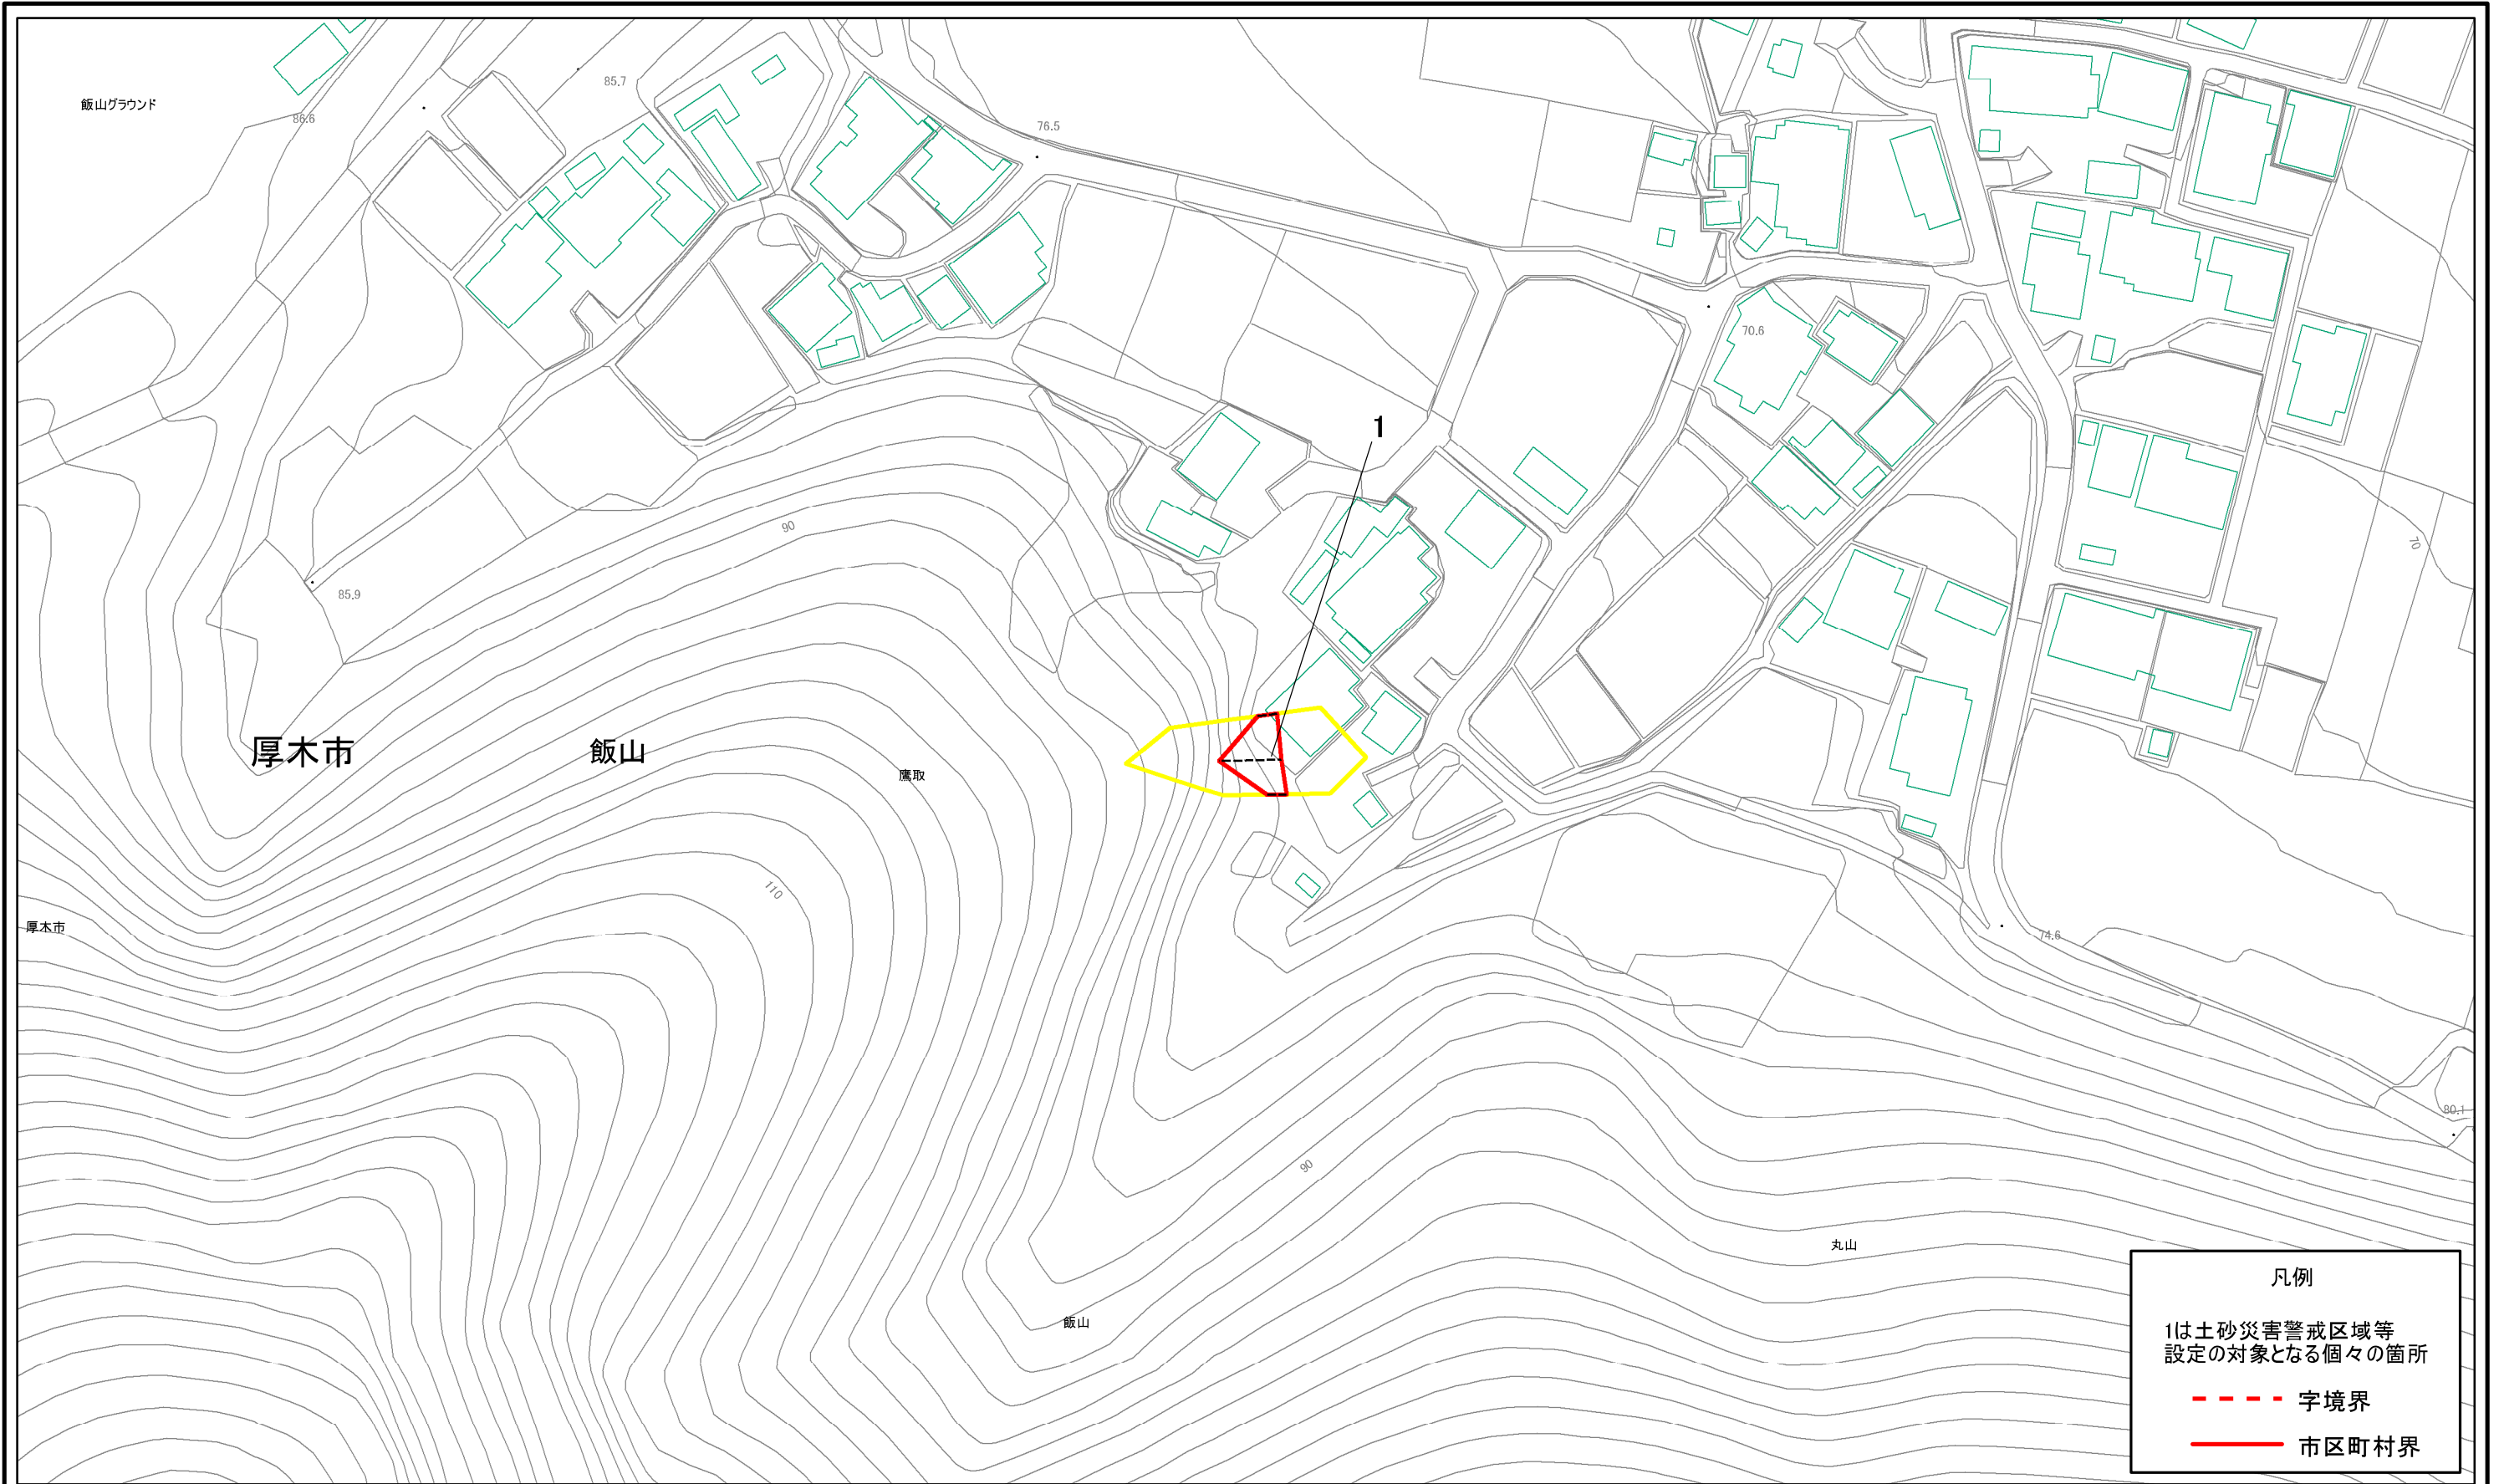 飯山グラウンド
86.6
85.7
76.5
70.6
1
90
70
85.9
厚木市
飯山
鷹取
110
厚木市
74.6
80.1
90
丸山
飯山
凡例
1は土砂災害警戒区域等
設定の対象となる個々の箇所
字境界
市区町村界